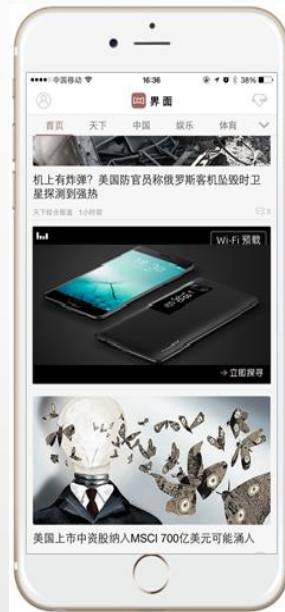 中国移动
16:36
38%
界面
首页 天下 中国 娱乐 体育
机上有炸弹？美国防官员称俄罗斯客机坠毁时卫
星探测到强热
天下综合报道 1小时前
3
Wi-Fi 预载
立即探寻
美国上市中资股纳入MSCI 700亿美元可能涌入